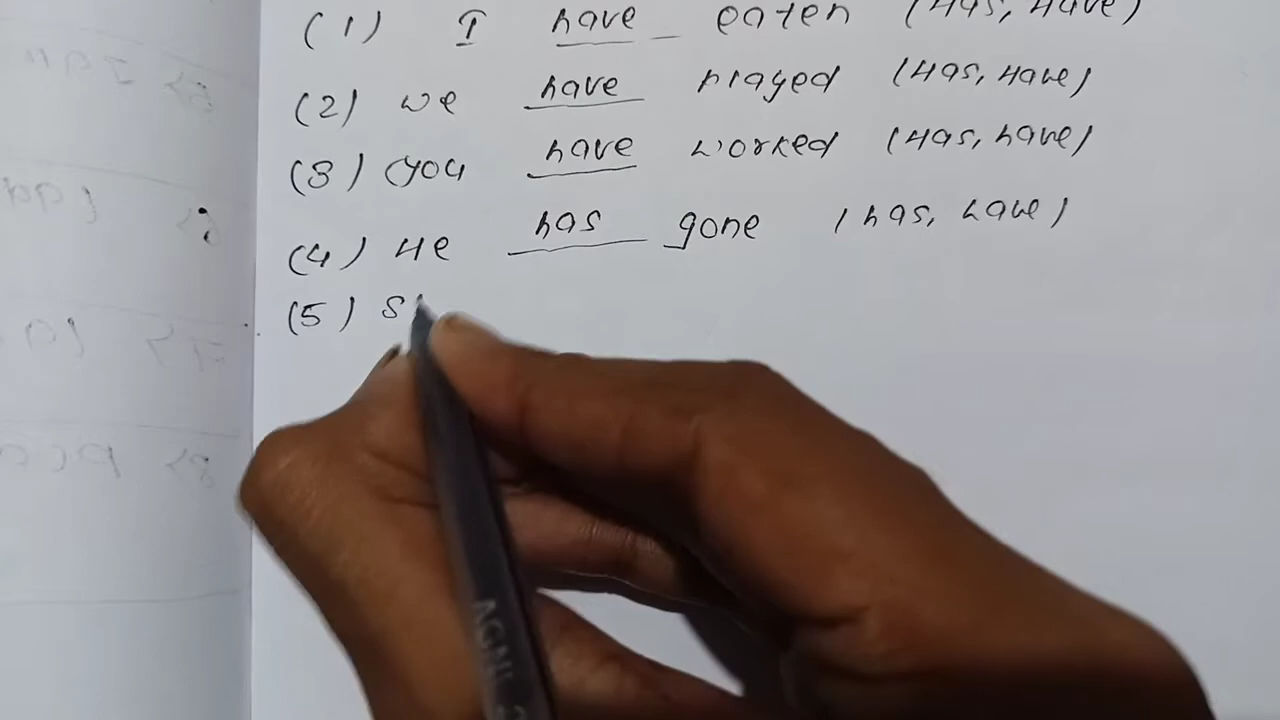 (1) I have eaten (Has, Have)
(2) we have played (Has, Have)
(3) you have worked (Has, have)
(4) He has gone (has, have)
(5) S
AGNI